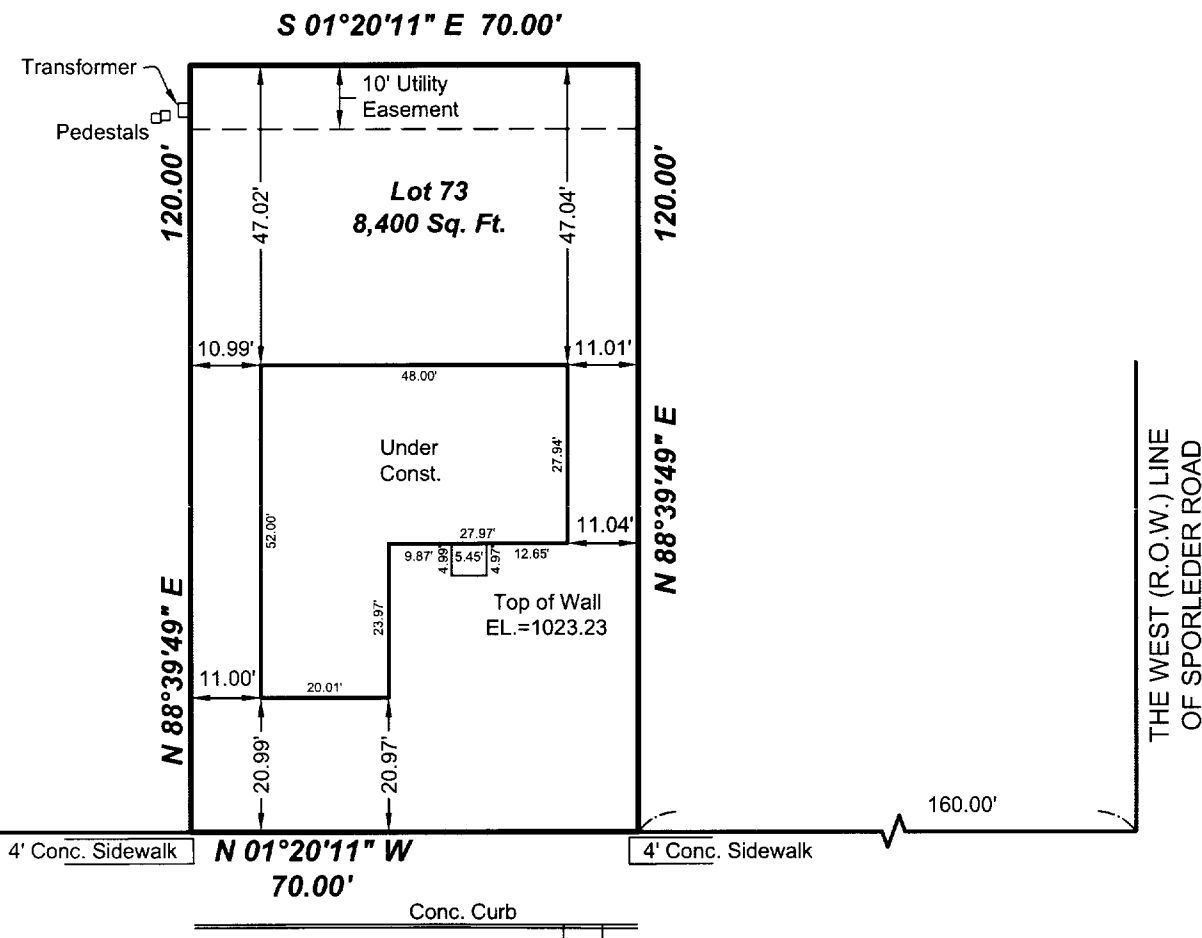 S 01°20'11" E 70.00'
Transformer
10' Utility
Easement
Pedestals
120.00'
120.00'
47.02'
47.04'
Lot 73
8,400 Sq. Ft.
10.99'
11.01'
48.00'
Under
Const.
27.94'
N 88°39'49" E
THE WEST (R.O.W.) LINE
OF SPORLEDER ROAD
52.00'
27.97'
11.04'
9.87'
4.99'
5.45'
4.97'
12.65'
23.97'
Top of Wall
EL.=1023.23
N 88°39'49" E
11.00'
20.01'
20.99'
20.97'
160.00'
4' Conc. Sidewalk
N 01°20'11" W
70.00'
4' Conc. Sidewalk
Conc. Curb